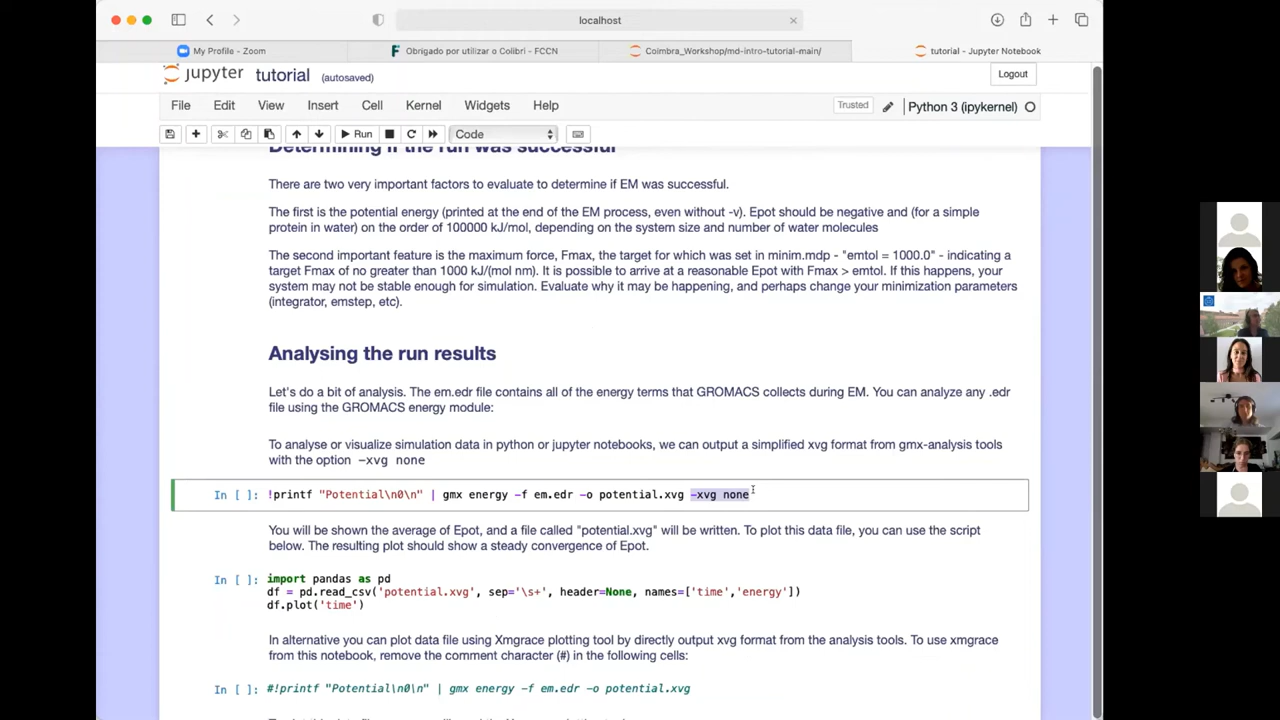 localhost
My Profile - Zoom
Obrigado por utilizar o Colibri - FCCN
Coimbra_Workshop/md-intro-tutorial-main/
tutorial - Jupyter Notebook
jupyter tutorial (autosaved)
Logout
File Edit View Insert Cell Kernel Widgets Help
Trusted
Python 3 (ipykernel)
Run
Code
Determining if the run was successful
There are two very important factors to evaluate to determine if EM was successful.
The first is the potential energy (printed at the end of the EM process, even without -v). Epot should be negative and (for a simple
protein in water) on the order of 100000 kJ/mol, depending on the system size and number of water molecules
The second important feature is the maximum force, Fmax, the target for which was set in minim.mdp - "emtol = 1000.0" - indicating a
target Fmax of no greater than 1000 kJ/(mol nm). It is possible to arrive at a reasonable Epot with Fmax > emtol. If this happens, your
system may not be stable enough for simulation. Evaluate why it may be happening, and perhaps change your minimization parameters
(integrator, emstep, etc).
Analysing the run results
Let's do a bit of analysis. The em.edr file contains all of the energy terms that GROMACS collects during EM. You can analyze any .edr
file using the GROMACS energy module:
To analyse or visualize simulation data in python or jupyter notebooks, we can output a simplified xvg format from gmx-analysis tools
with the option -xvg none
In [ ]: !printf "Potential\n0\n" | gmx energy -f em.edr -o potential.xvg -xvg none
You will be shown the average of Epot, and a file called "potential.xvg" will be written. To plot this data file, you can use the script
below. The resulting plot should show a steady convergence of Epot.
In [ ]: import pandas as pd
df = pd.read_csv('potential.xvg', sep='\s+', header=None, names=['time','energy'])
df.plot('time')
In alternative you can plot data file using Xmgrace plotting tool by directly output xvg format from the analysis tools. To use xmgrace
from this notebook, remove the comment character (#) in the following cells:
In [ ]: #!printf "Potential\n0\n" | gmx energy -f em.edr -o potential.xvg